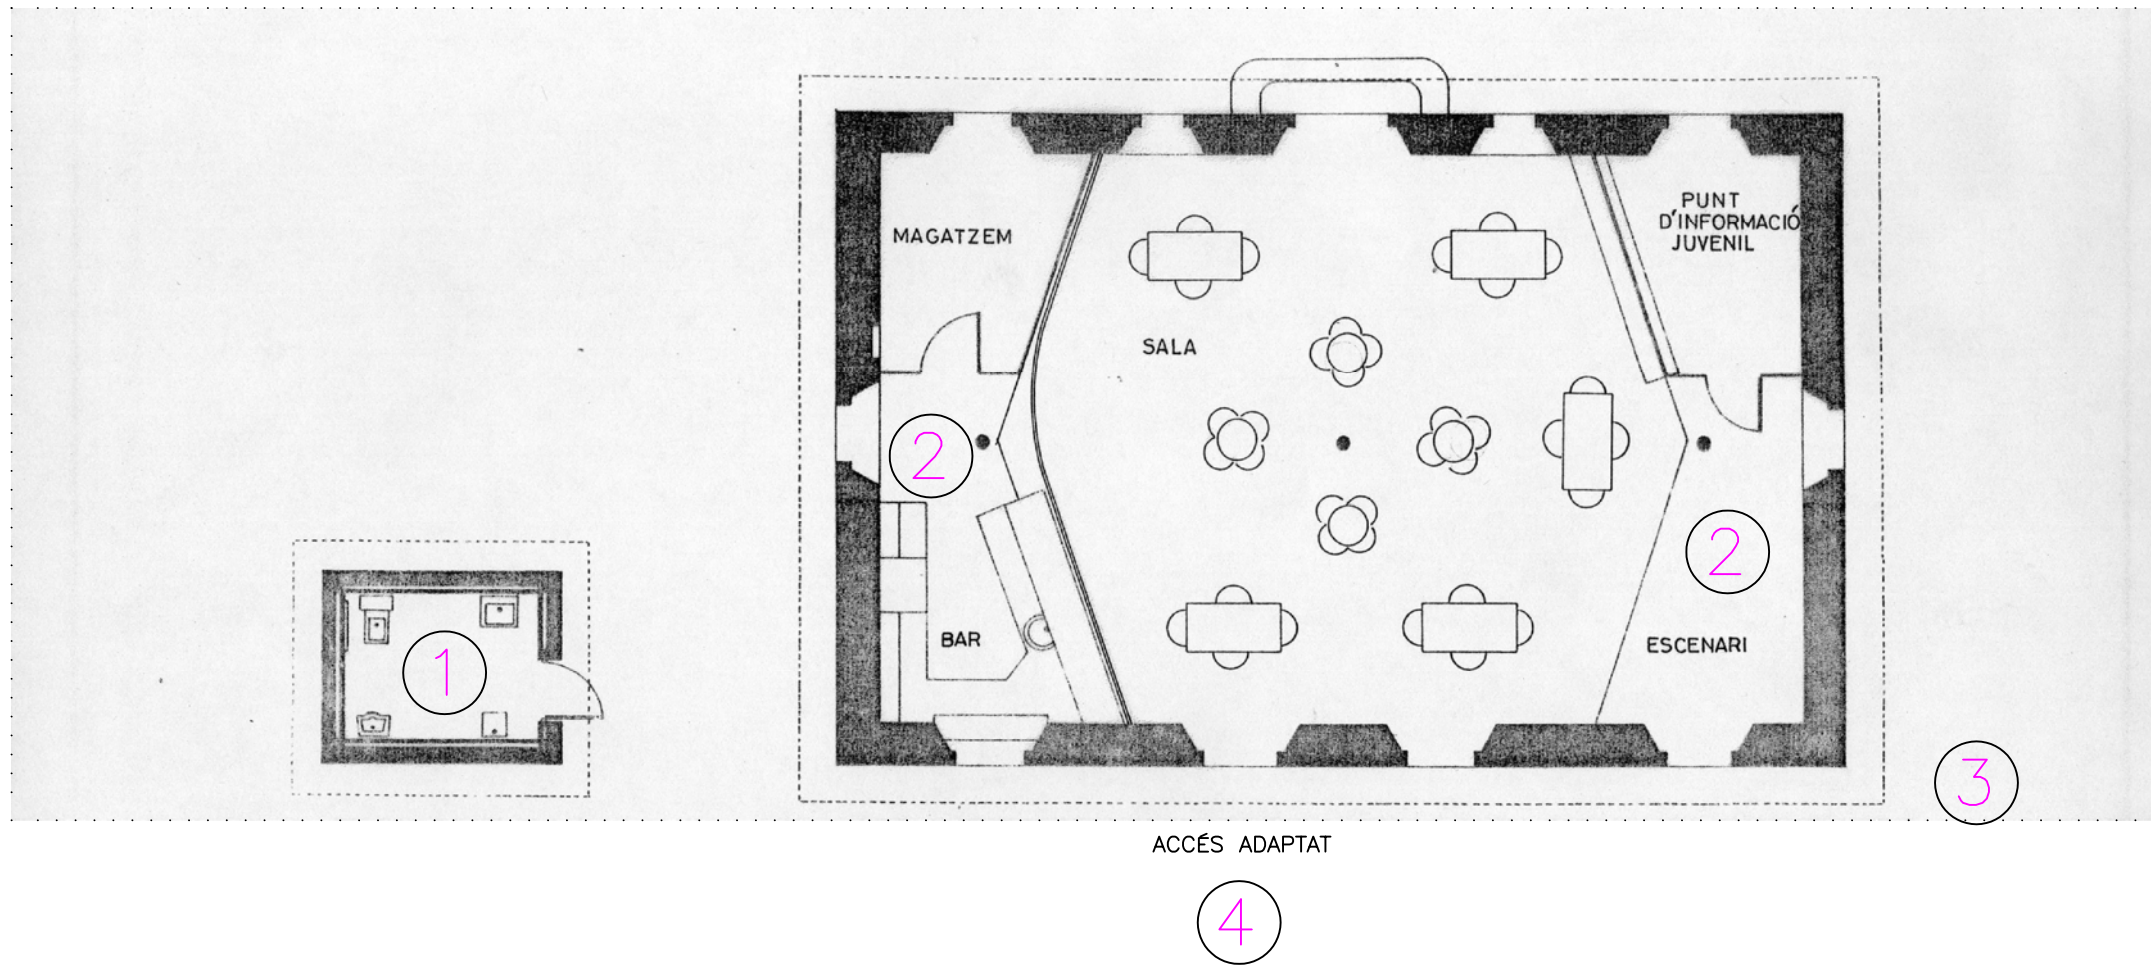 PUNT
D'INFORMACIÓ
JUVENIL
MAGATZEM
SALA
2
2
BAR
ESCENARI
1
3
ACCÉS ADAPTAT
4